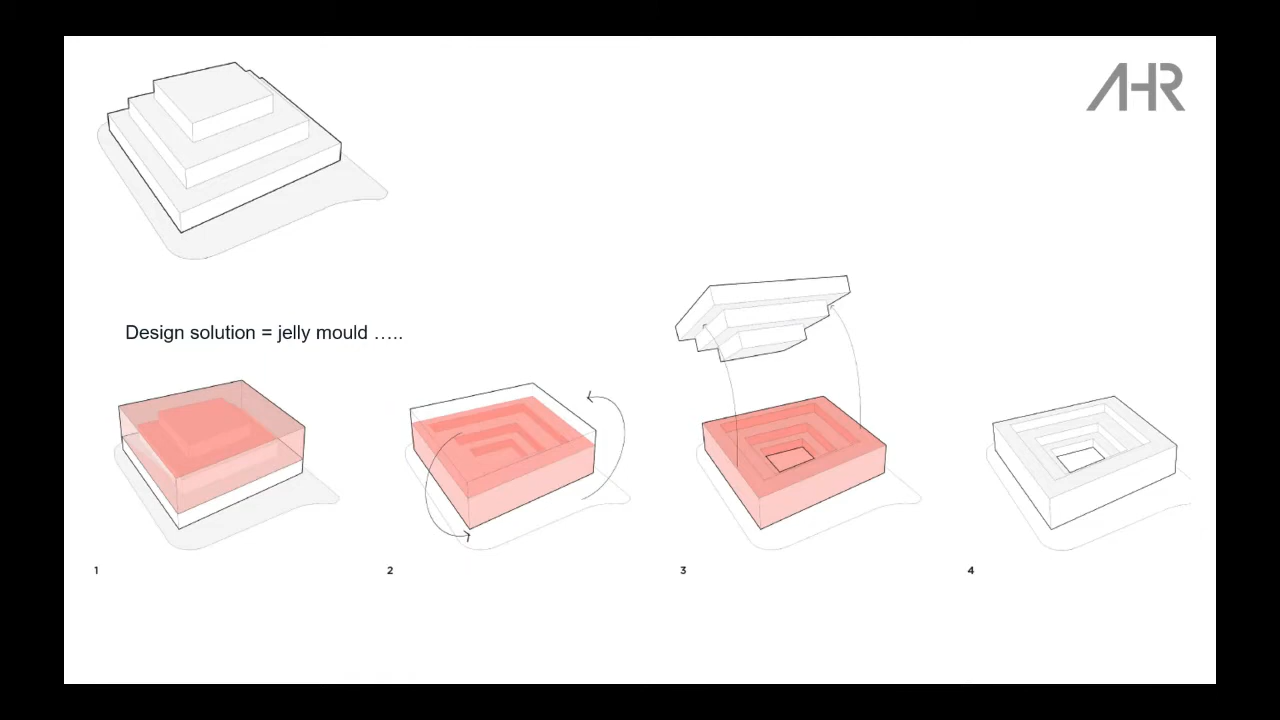 AHR
Design solution = jelly mould .....
1
2
3
4